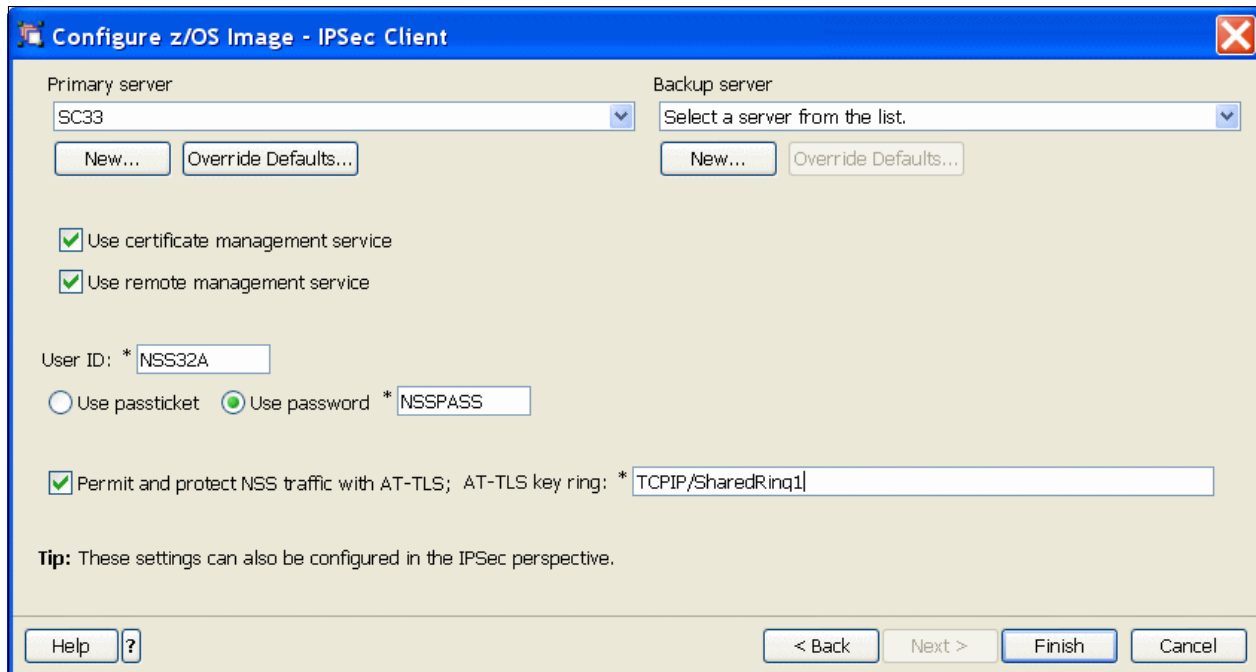 Configure z/OS Image - IPSec Client
Primary server
Backup server
SC33
Select a server from the list.
New...
Override Defaults...
New...
Override Defaults...
Use certificate management service
Use remote management service
User ID: * NSS32A
Use passticket
Use password * NSSPASS
Permit and protect NSS traffic with AT-TLS; AT-TLS key ring: * TCPIP/SharedRing1
Tip: These settings can also be configured in the IPSec perspective.
Help
?
< Back
Next >
Finish
Cancel